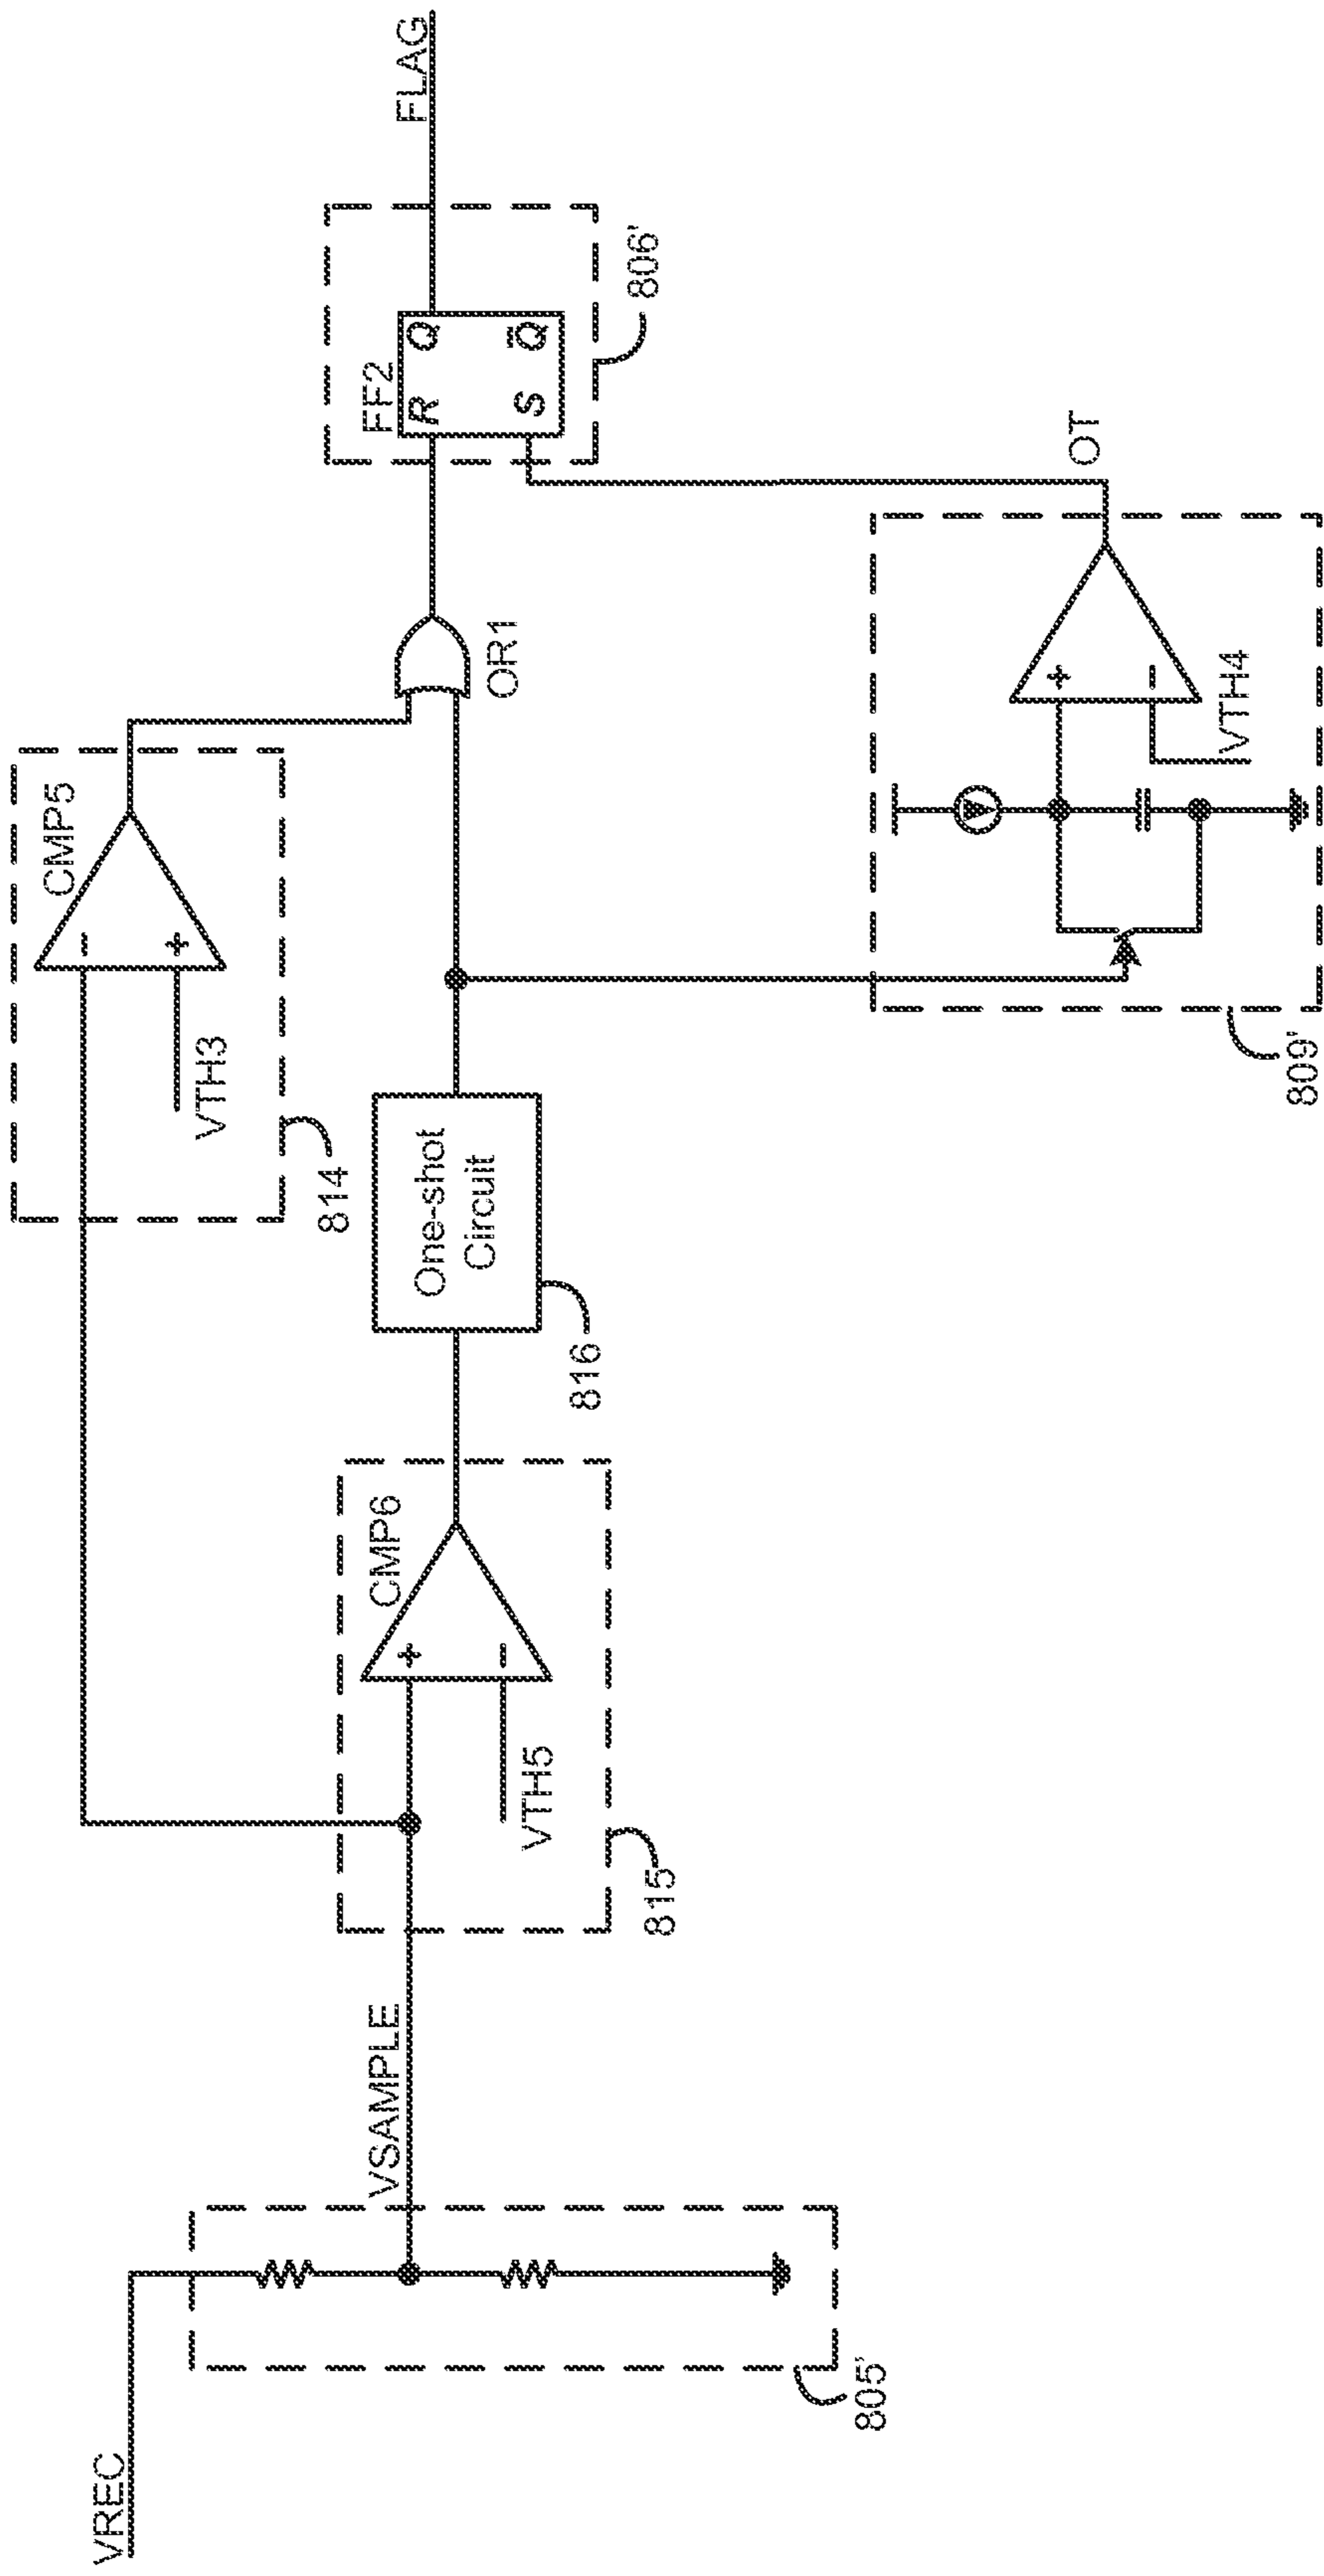 VREC
805'
VSAMPLE
815
VTH5
CMP6
+
−
816
One-shot
Circuit
814
VTH3
CMP5
−
+
OR1
809'
VTH4
+
−
OT
FF2
R
Q
S
Q̅
806'
FLAG